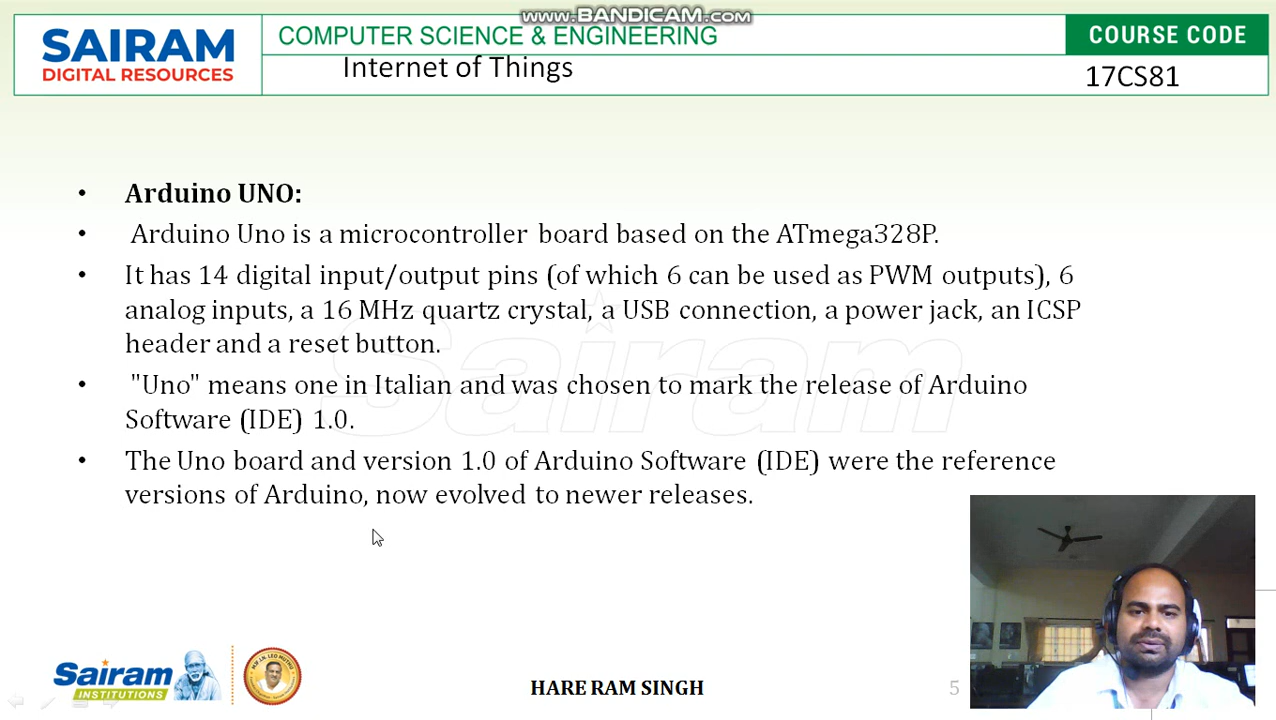 www.BANDICAM.com
SAIRAM
DIGITAL RESOURCES
COMPUTER SCIENCE & ENGINEERING
COURSE CODE
Internet of Things
17CS81
• Arduino UNO:
• Arduino Uno is a microcontroller board based on the ATmega328P.
• It has 14 digital input/output pins (of which 6 can be used as PWM outputs), 6
analog inputs, a 16 MHz quartz crystal, a USB connection, a power jack, an ICSP
header and a reset button.
• "Uno" means one in Italian and was chosen to mark the release of Arduino
Software (IDE) 1.0.
• The Uno board and version 1.0 of Arduino Software (IDE) were the reference
versions of Arduino, now evolved to newer releases.
Sairam
Sairam
INSTITUTIONS
HARE RAM SINGH
5